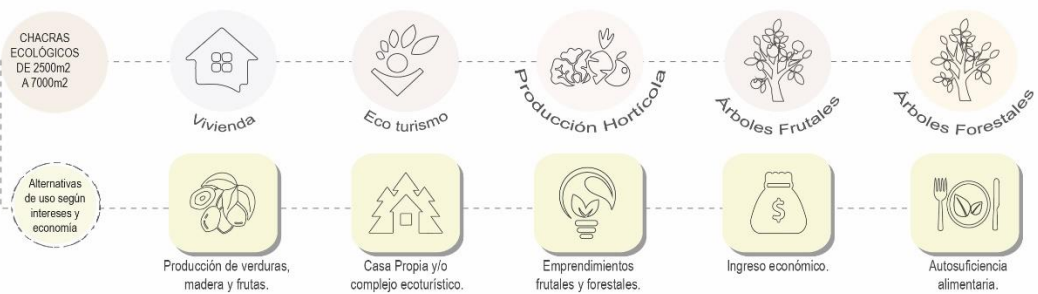 CHACRAS
ECOLÓGICOS
DE 2500m2
A 7000m2
Vivienda
Eco turismo
Producción Hortícola
Árboles Frutales
Árboles Forestales
Alternativas
de uso según
intereses y
economía
Producción de verduras,
madera y frutas.
Casa Propia y/o
complejo ecoturístico.
Emprendimientos
frutales y forestales.
$
Ingreso económico.
Autosuficiencia
alimentaria.